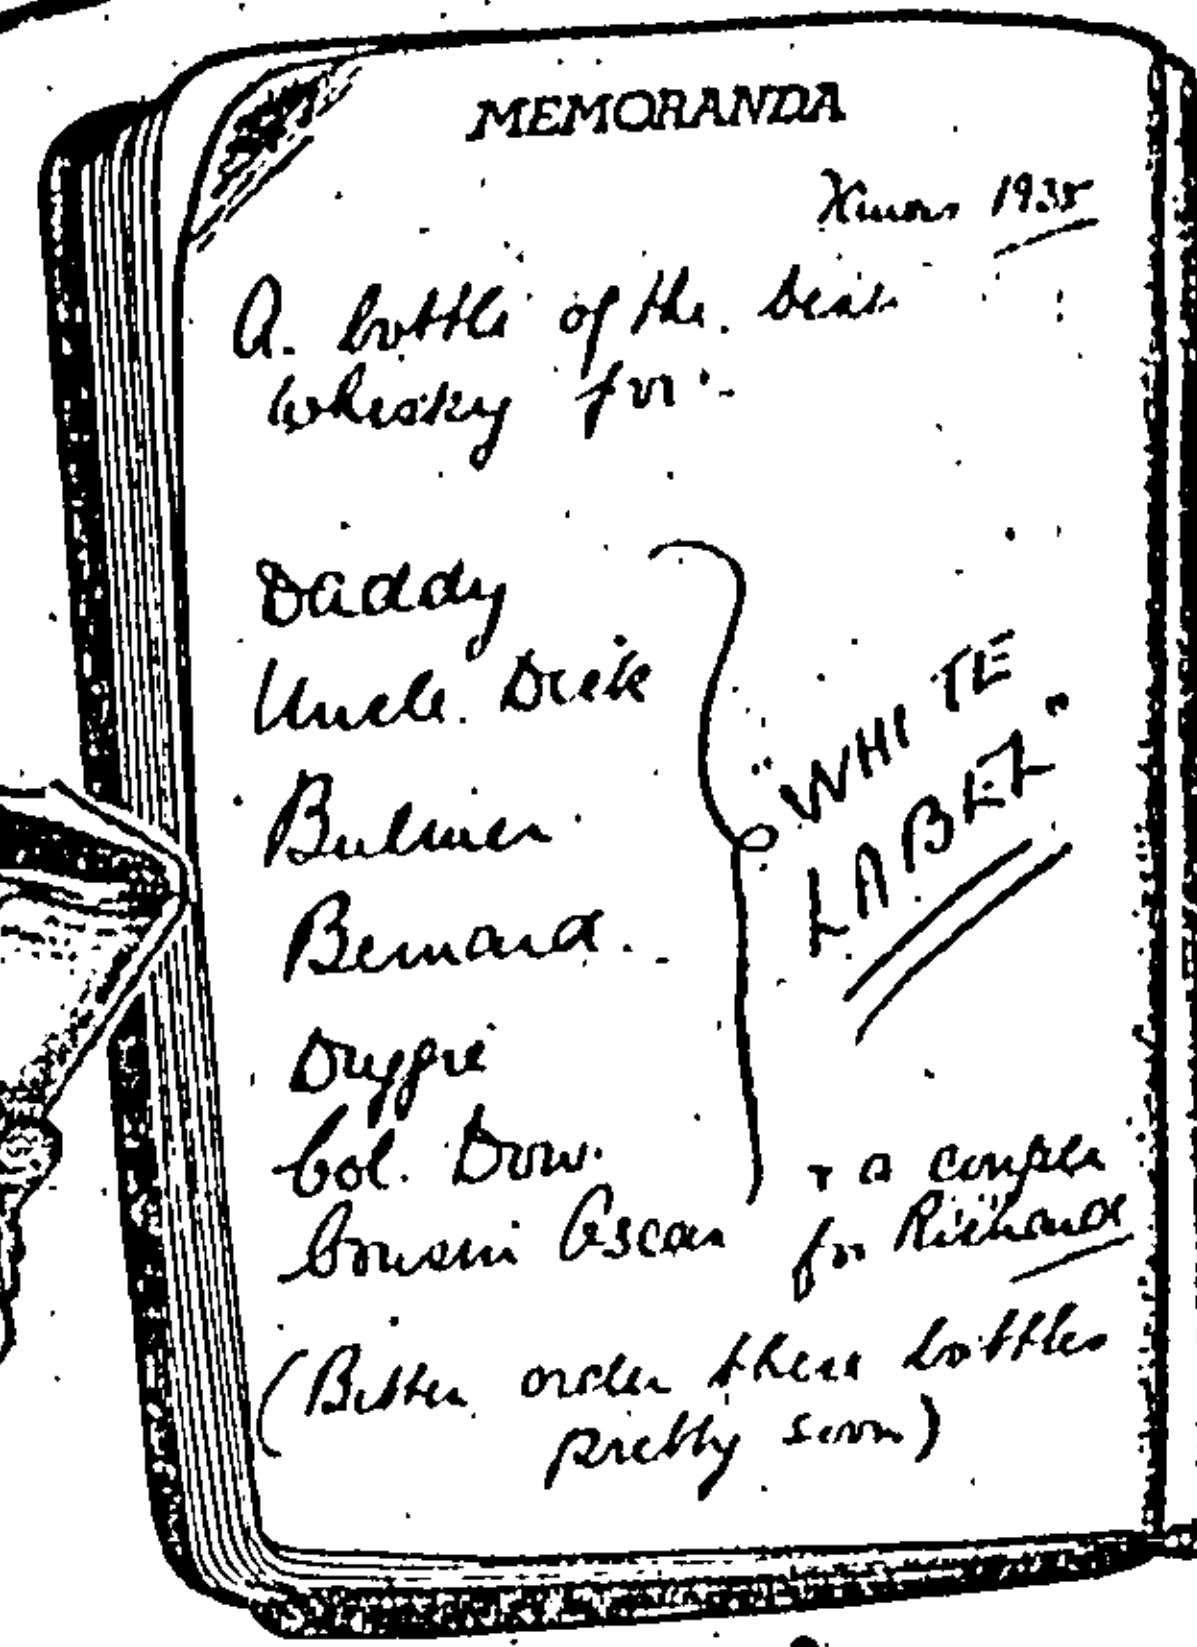 MEMORANDA
Xmas 1935
A bottle of the best
whisky for :-
Daddy
Uncle Dick
Bulmer
Bernard
Col. Dow.
Cousin Oscar
"WHITE
LABEL"
+ a couple
for Richard
(Better order these bottles
pretty soon)